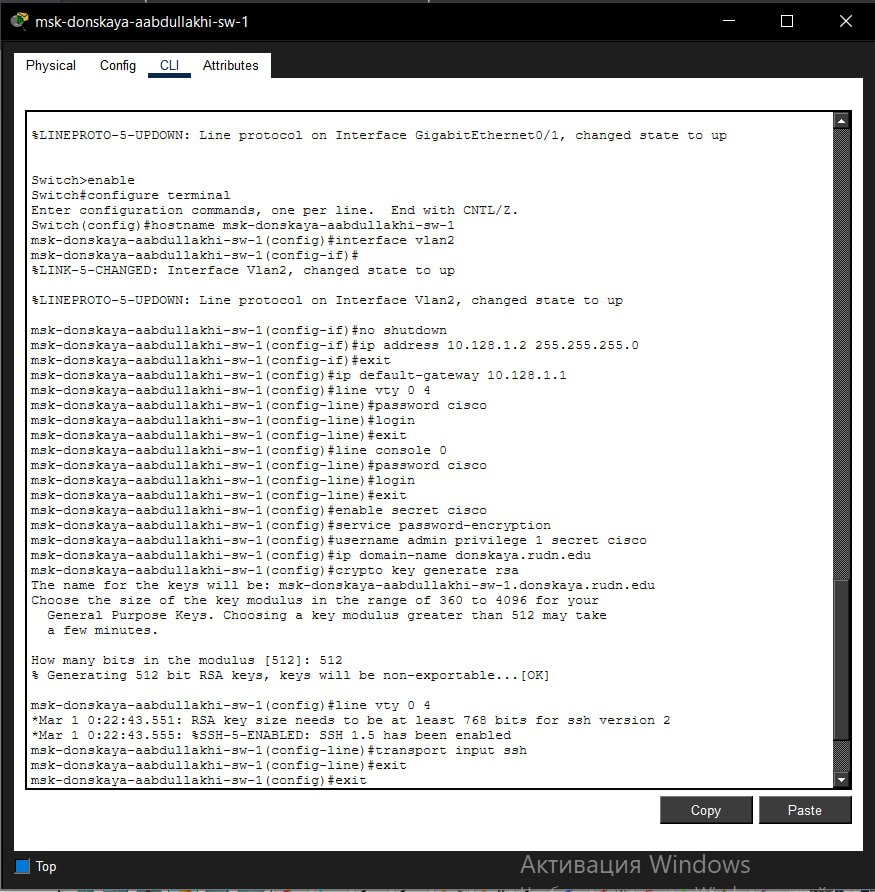 msk-donskaya-aabdullakhi-sw-1
Physical Config CLI Attributes
%LINEPROTO-5-UPDOWN: Line protocol on Interface GigabitEthernet0/1, changed state to up
Switch>enable
Switch#configure terminal
Enter configuration commands, one per line.  End with CNTL/Z.
Switch(config)#hostname msk-donskaya-aabdullakhi-sw-1
msk-donskaya-aabdullakhi-sw-1(config)#interface vlan2
msk-donskaya-aabdullakhi-sw-1(config-if)#
%LINK-5-CHANGED: Interface Vlan2, changed state to up
%LINEPROTO-5-UPDOWN: Line protocol on Interface Vlan2, changed state to up
msk-donskaya-aabdullakhi-sw-1(config-if)#no shutdown
msk-donskaya-aabdullakhi-sw-1(config-if)#ip address 10.128.1.2 255.255.255.0
msk-donskaya-aabdullakhi-sw-1(config-if)#exit
msk-donskaya-aabdullakhi-sw-1(config)#ip default-gateway 10.128.1.1
msk-donskaya-aabdullakhi-sw-1(config)#line vty 0 4
msk-donskaya-aabdullakhi-sw-1(config-line)#password cisco
msk-donskaya-aabdullakhi-sw-1(config-line)#login
msk-donskaya-aabdullakhi-sw-1(config-line)#exit
msk-donskaya-aabdullakhi-sw-1(config)#line console 0
msk-donskaya-aabdullakhi-sw-1(config-line)#password cisco
msk-donskaya-aabdullakhi-sw-1(config-line)#login
msk-donskaya-aabdullakhi-sw-1(config-line)#exit
msk-donskaya-aabdullakhi-sw-1(config)#enable secret cisco
msk-donskaya-aabdullakhi-sw-1(config)#service password-encryption
msk-donskaya-aabdullakhi-sw-1(config)#username admin privilege 1 secret cisco
msk-donskaya-aabdullakhi-sw-1(config)#ip domain-name donskaya.rudn.edu
msk-donskaya-aabdullakhi-sw-1(config)#crypto key generate rsa
The name for the keys will be: msk-donskaya-aabdullakhi-sw-1.donskaya.rudn.edu
Choose the size of the key modulus in the range of 360 to 4096 for your
  General Purpose Keys. Choosing a key modulus greater than 512 may take
  a few minutes.
How many bits in the modulus [512]: 512
% Generating 512 bit RSA keys, keys will be non-exportable...[OK]
msk-donskaya-aabdullakhi-sw-1(config)#line vty 0 4
*Mar 1 0:22:43.551: RSA key size needs to be at least 768 bits for ssh version 2
*Mar 1 0:22:43.555: %SSH-5-ENABLED: SSH 1.5 has been enabled
msk-donskaya-aabdullakhi-sw-1(config-line)#transport input ssh
msk-donskaya-aabdullakhi-sw-1(config-line)#exit
msk-donskaya-aabdullakhi-sw-1(config)#exit
Copy Paste
Top
Активация Windows